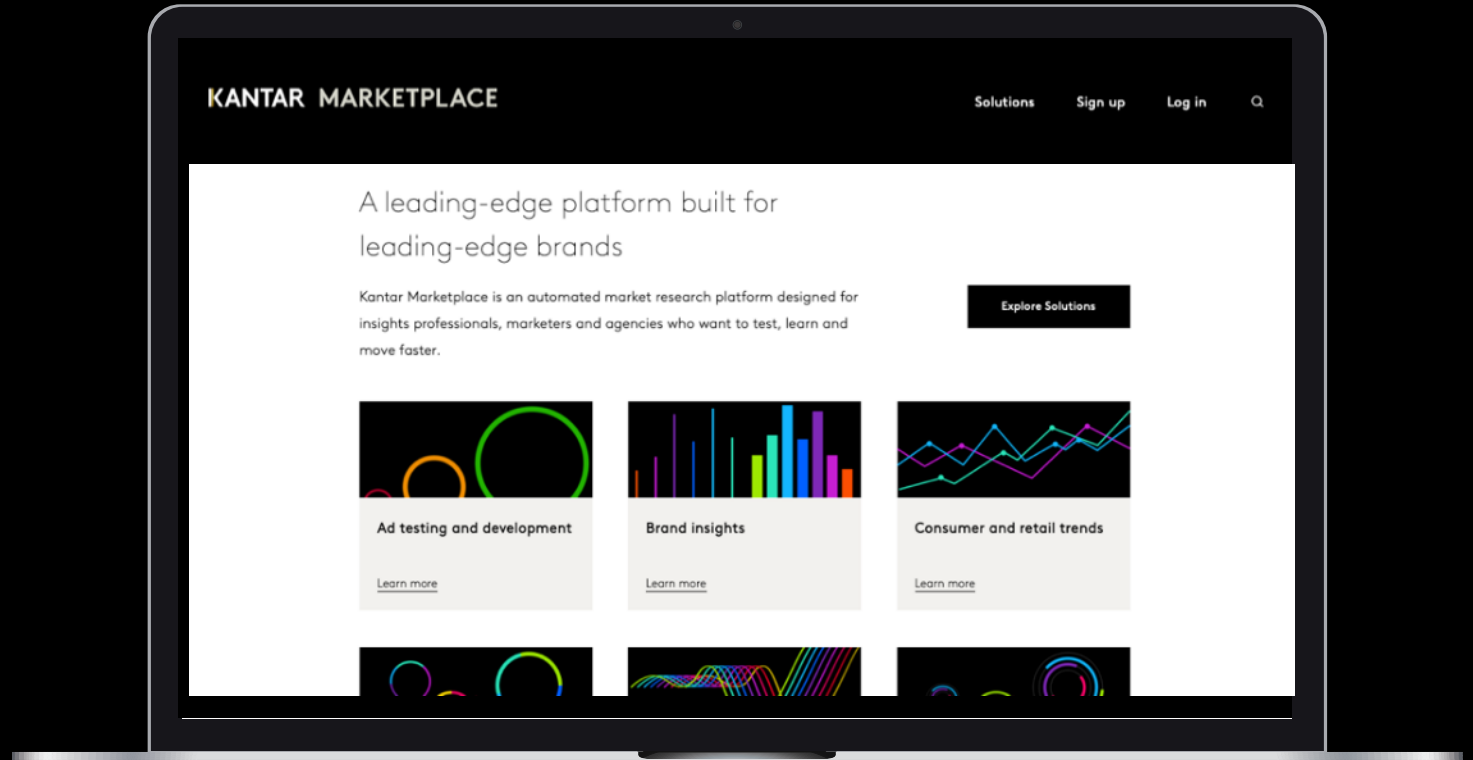 KANTAR MARKETPLACE
Solutions
Sign up
Log in
A leading-edge platform built for
leading-edge brands
Kantar Marketplace is an automated market research platform designed for
insights professionals, marketers and agencies who want to test, learn and
move faster.
Explore Solutions
Ad testing and development
Learn more
Brand insights
Learn more
Consumer and retail trends
Learn more